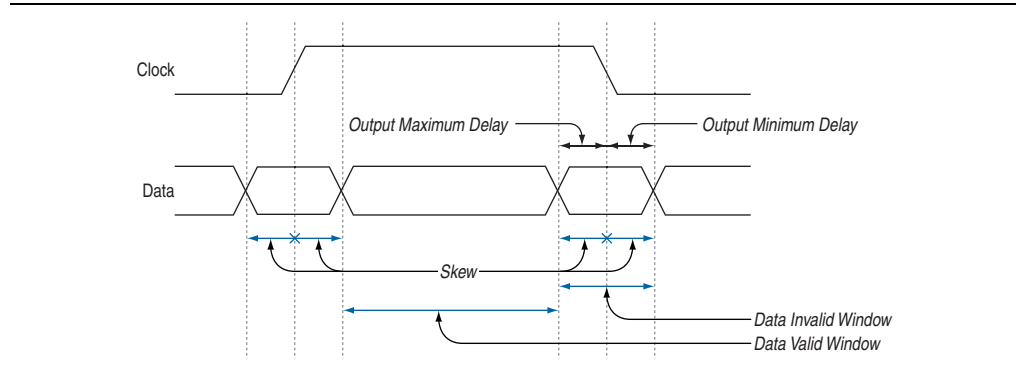 Clock
Output Maximum Delay
Output Minimum Delay
Data
Skew
Data Invalid Window
Data Valid Window